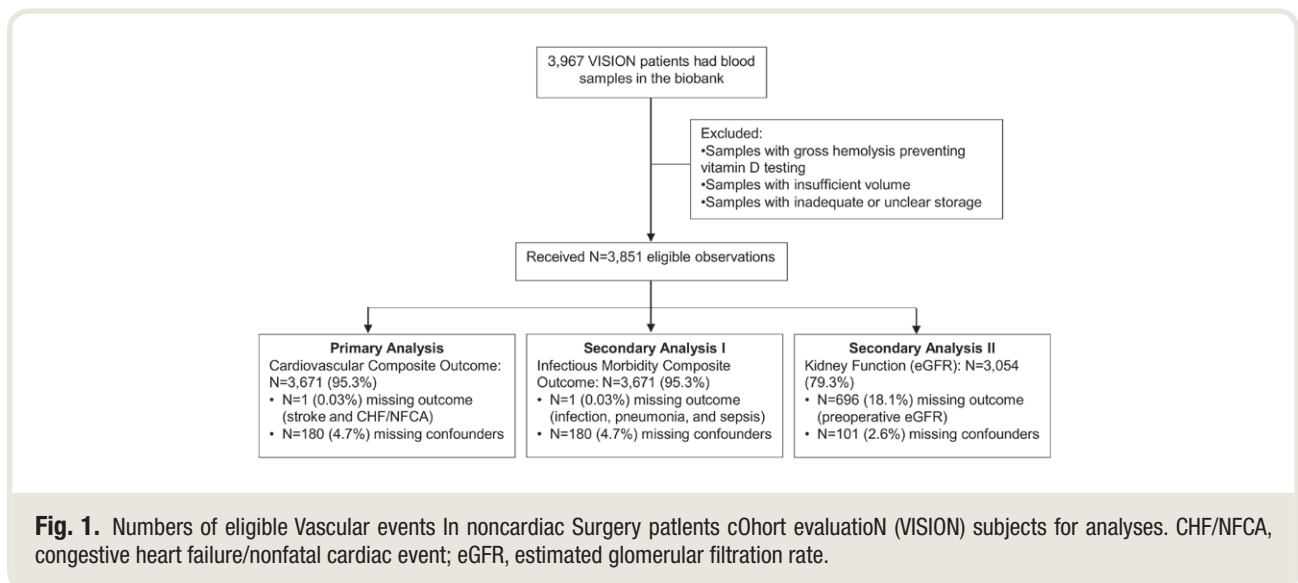 3,967 VISION patients had blood
samples in the biobank
Excluded:
•Samples with gross hemolysis preventing
vitamin D testing
•Samples with insufficient volume
•Samples with inadequate or unclear storage
Received N=3,851 eligible observations
Primary Analysis
Cardiovascular Composite Outcome:
N=3,671 (95.3%)
• N=1 (0.03%) missing outcome
(stroke and CHF/NFCA)
• N=180 (4.7%) missing confounders
Secondary Analysis I
Infectious Morbidity Composite
Outcome: N=3,671 (95.3%)
• N=1 (0.03%) missing outcome
(infection, pneumonia, and sepsis)
• N=180 (4.7%) missing confounders
Secondary Analysis II
Kidney Function (eGFR): N=3,054
(79.3%)
• N=696 (18.1%) missing outcome
(preoperative eGFR)
• N=101 (2.6%) missing confounders
Fig. 1. Numbers of eligible Vascular events In noncardiac Surgery patIents cOhort evaluatioN (VISION) subjects for analyses. CHF/NFCA,
congestive heart failure/nonfatal cardiac event; eGFR, estimated glomerular filtration rate.